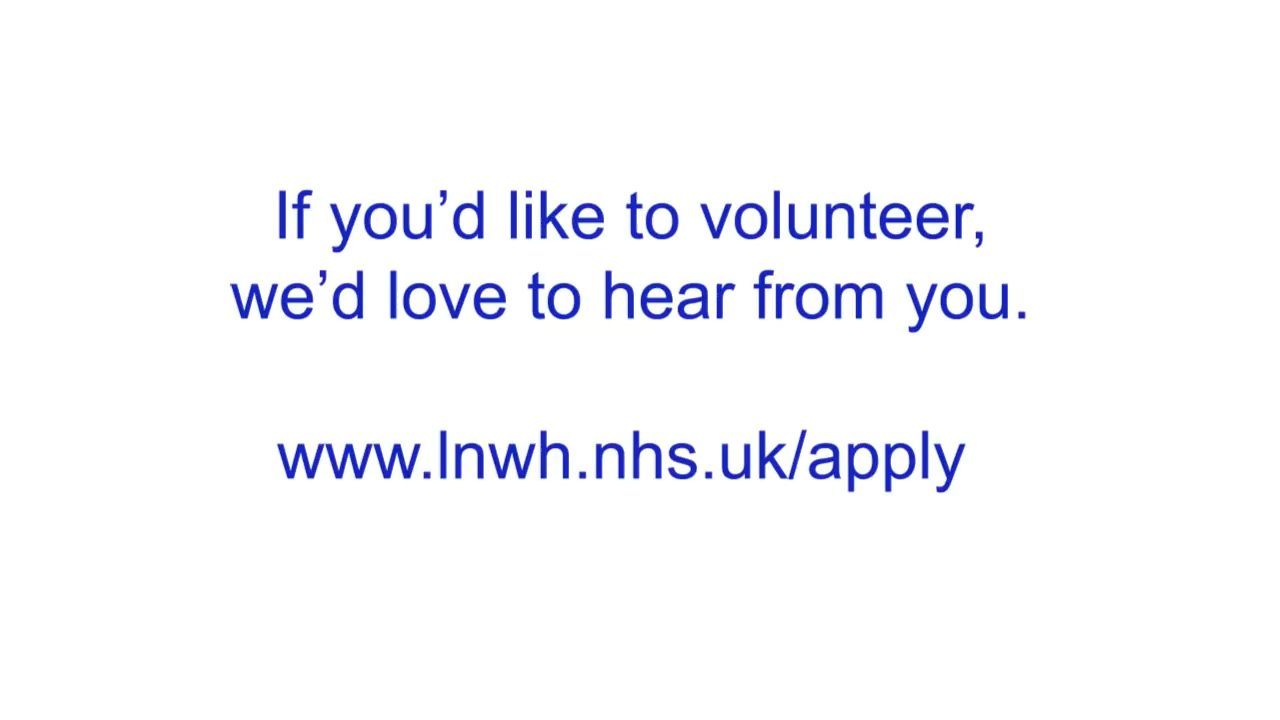 If you’d like to volunteer,
we’d love to hear from you.
www.lnwh.nhs.uk/apply